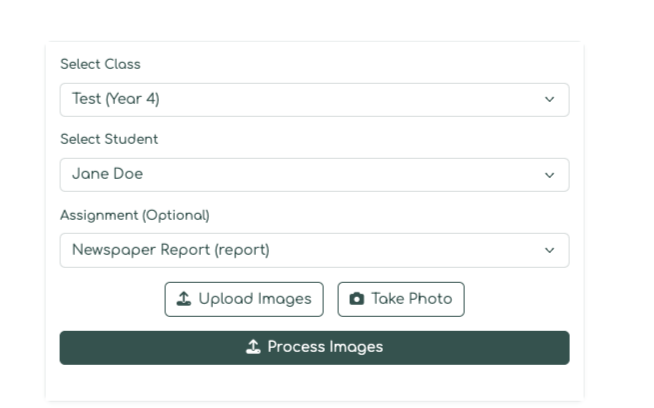 Select Class
Test (Year 4)
Select Student
Jane Doe
Assignment (Optional)
Newspaper Report (report)
Upload Images Take Photo
Process Images